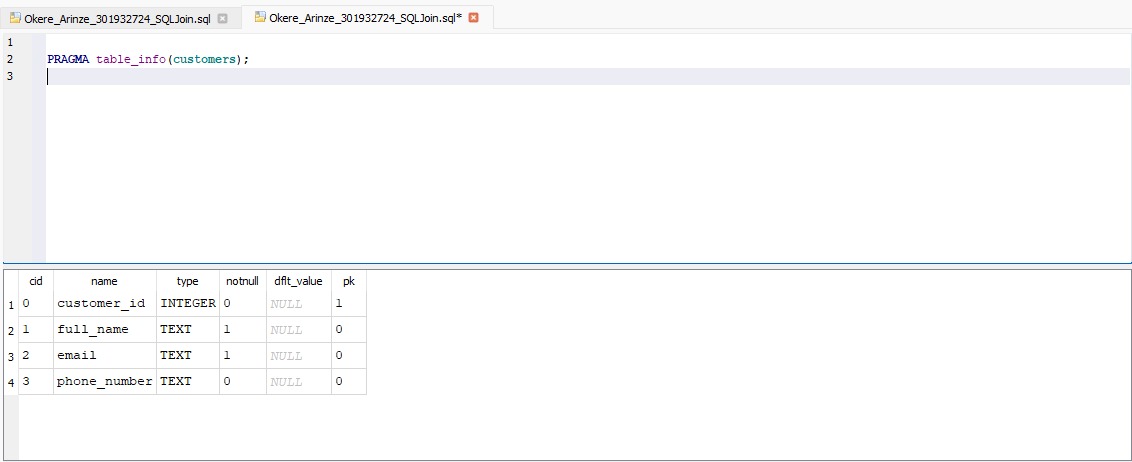 Okere_Arinze_301932724_SQLJoin.sql Okere_Arinze_301932724_SQLJoin.sql*
1
2 PRAGMA table_info(customers);
3
cid name type notnull dflt_value pk
1 0 customer_id INTEGER 0 NULL 1
2 1 full_name TEXT 1 NULL 0
3 2 email TEXT 1 NULL 0
4 3 phone_number TEXT 0 NULL 0